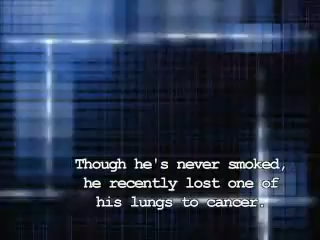 Though he's never smoked,
he recently lost one of
his lungs to cancer.